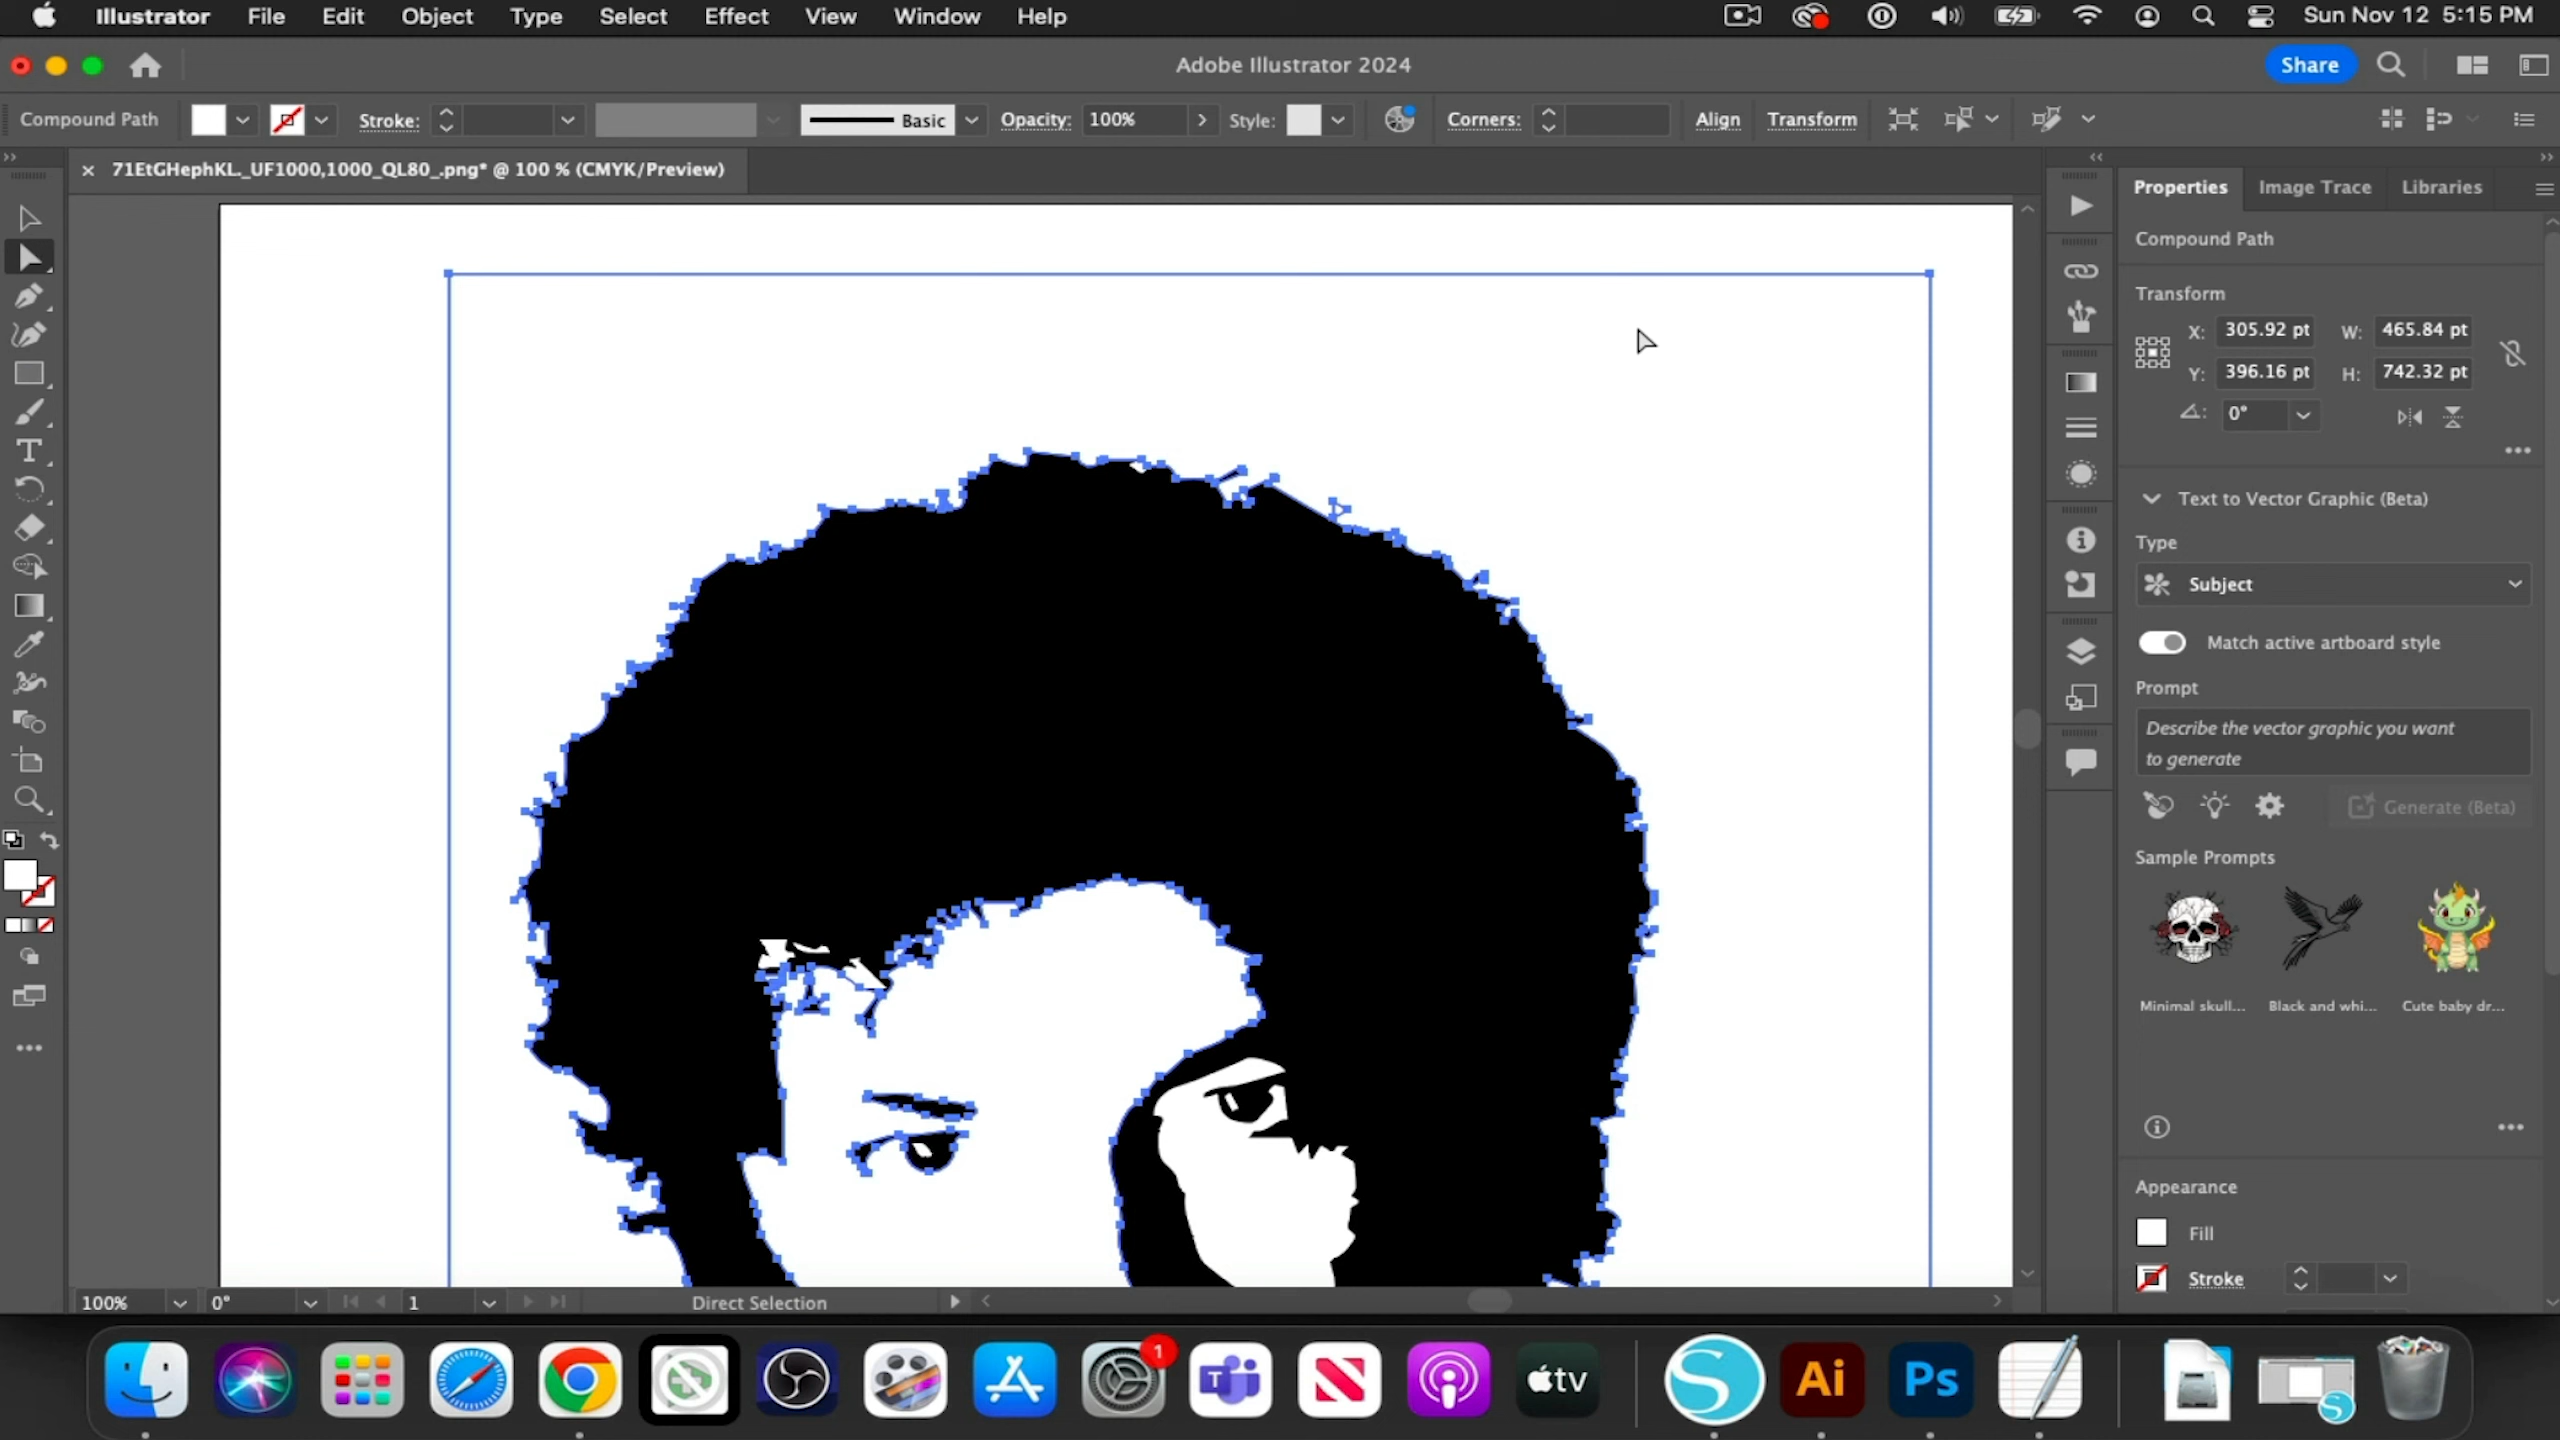 Illustrator File Edit Object Type Select Effect View Window Help Sun Nov 12 5:15 PM
Adobe Illustrator 2024 Share
Compound Path Stroke: Basic Opacity: 100% Style: Corners: Align Transform
71EtGHephKL._UF1000,1000_QL80_.png* @ 100 % (CMYK/Preview)
Properties Image Trace Libraries
Compound Path
Transform
X: 305.92 pt W: 465.84 pt
Y: 396.16 pt H: 742.32 pt
0°
Text to Vector Graphic (Beta)
Type
Subject
Match active artboard style
Prompt
Describe the vector graphic you want
to generate
Generate (Beta)
Sample Prompts
Minimal skull... Black and whi... Cute baby dr...
Appearance
Fill
Stroke
100% 0° 1 Direct Selection
1
T
tv
S
Ai
Ps
S